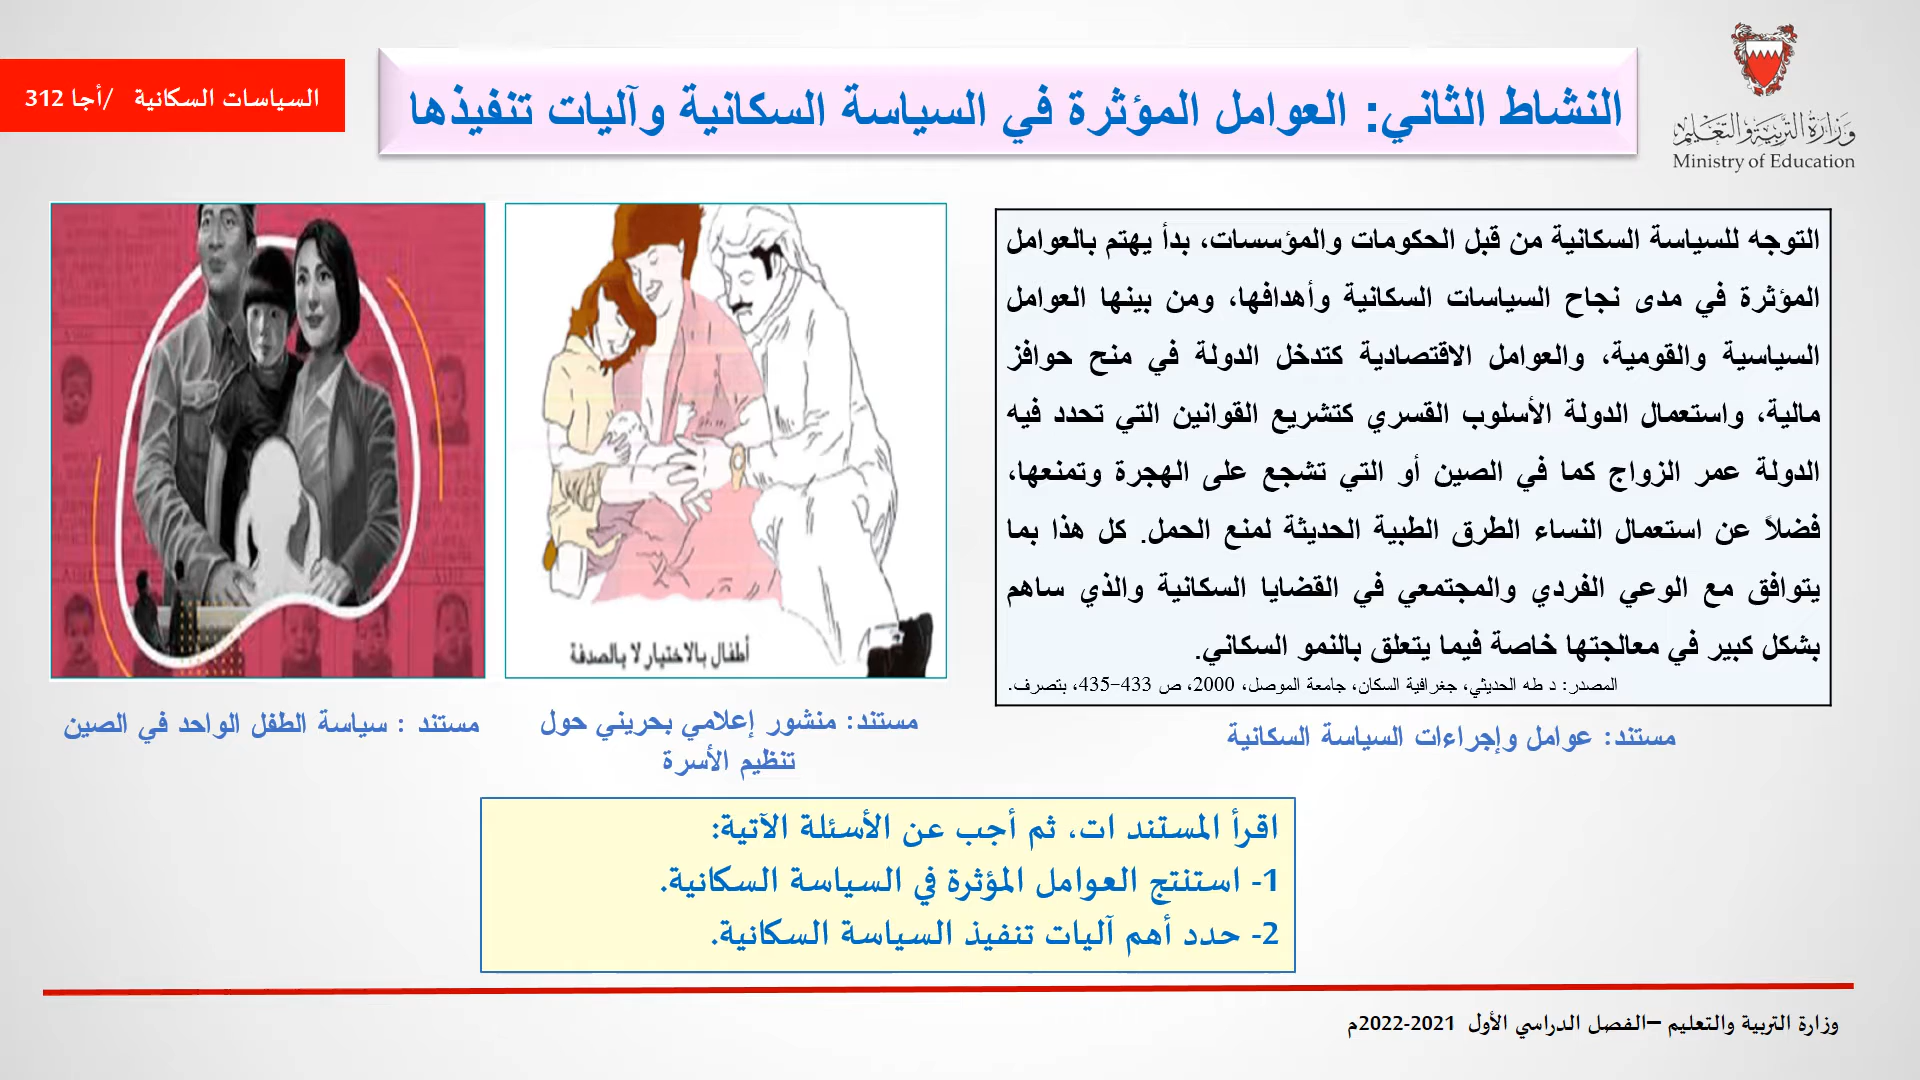 السياسات السكانية /أجا 312
النشاط الثاني: العوامل المؤثرة في السياسة السكانية وآليات تنفيذها
وزارة التربية والتعليم
Ministry of Education
التوجه للسياسة السكانية من قبل الحكومات والمؤسسات، بدأ يهتم بالعوامل
المؤثرة في مدى نجاح السياسات السكانية وأهدافها، ومن بينها العوامل
السياسية والقومية، والعوامل الاقتصادية كتدخل الدولة في منح حوافز
مالية، واستعمال الدولة الأسلوب القسري كتشريع القوانين التي تحدد فيه
الدولة عمر الزواج كما في الصين أو التي تشجع على الهجرة وتمنعها،
فضلاً عن استعمال النساء الطرق الطبية الحديثة لمنع الحمل. كل هذا بما
يتوافق مع الوعي الفردي والمجتمعي في القضايا السكانية والذي ساهم
بشكل كبير في معالجتها خاصة فيما يتعلق بالنمو السكاني.
المصدر: د طه الحديثي، جغرافية السكان، جامعة الموصل، 2000، ص 433-435، بتصرف.
مستند: عوامل وإجراءات السياسة السكانية
أطفال بالاختيار لا بالصدفة
مستند: منشور إعلامي بحريني حول
تنظيم الأسرة
مستند : سياسة الطفل الواحد في الصين
اقرأ المستند ات، ثم أجب عن الأسئلة الآتية:
1- استنتج العوامل المؤثرة في السياسة السكانية.
2- حدد أهم آليات تنفيذ السياسة السكانية.
وزارة التربية والتعليم –الفصل الدراسي الأول 2021-2022م